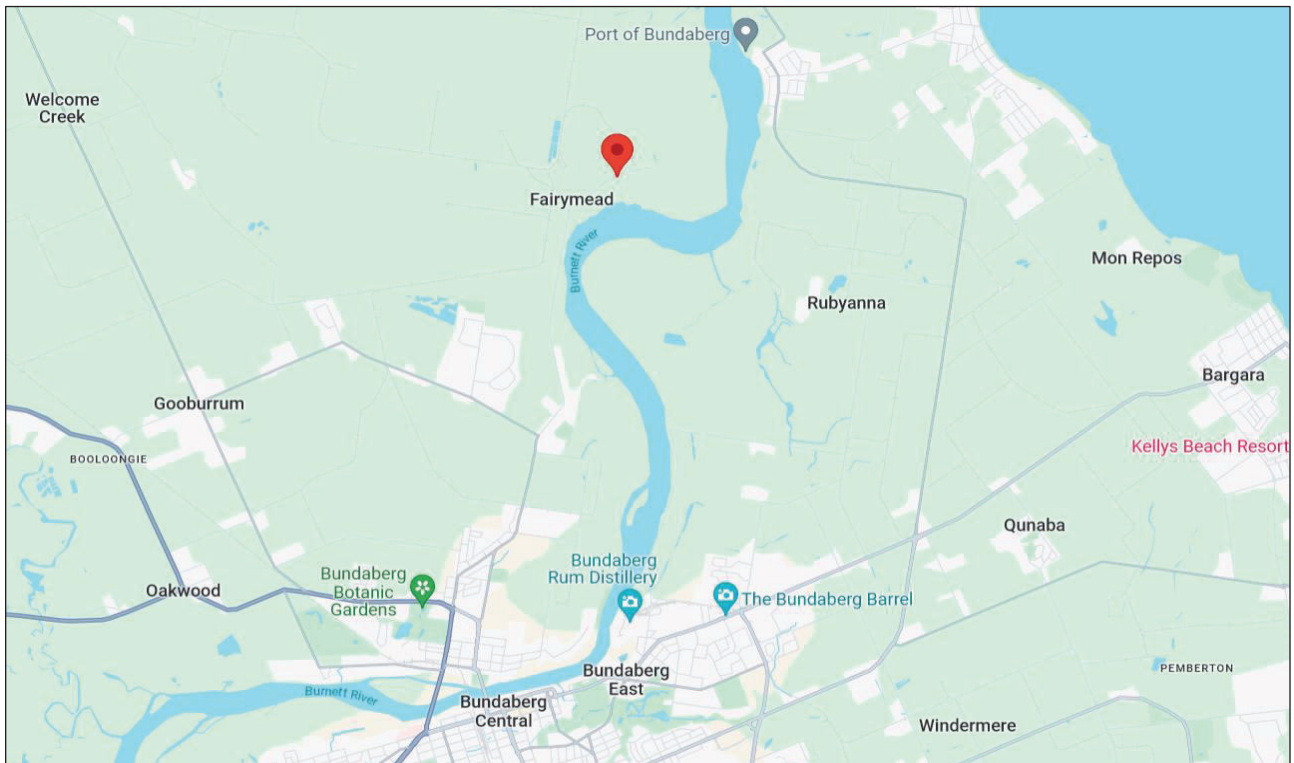 Port of Bundaberg
Welcome
Creek
Fairymead
Burnett River
Mon Repos
Rubyanna
Bargara
Gooburrum
Kellys Beach Resort
BOOLOONGIE
Qunaba
Bundaberg
Rum Distillery
Bundaberg
Botanic
Gardens
Oakwood
The Bundaberg Barrel
Bundaberg
East
PEMBERTON
Burnett River
Bundaberg
Central
Windermere